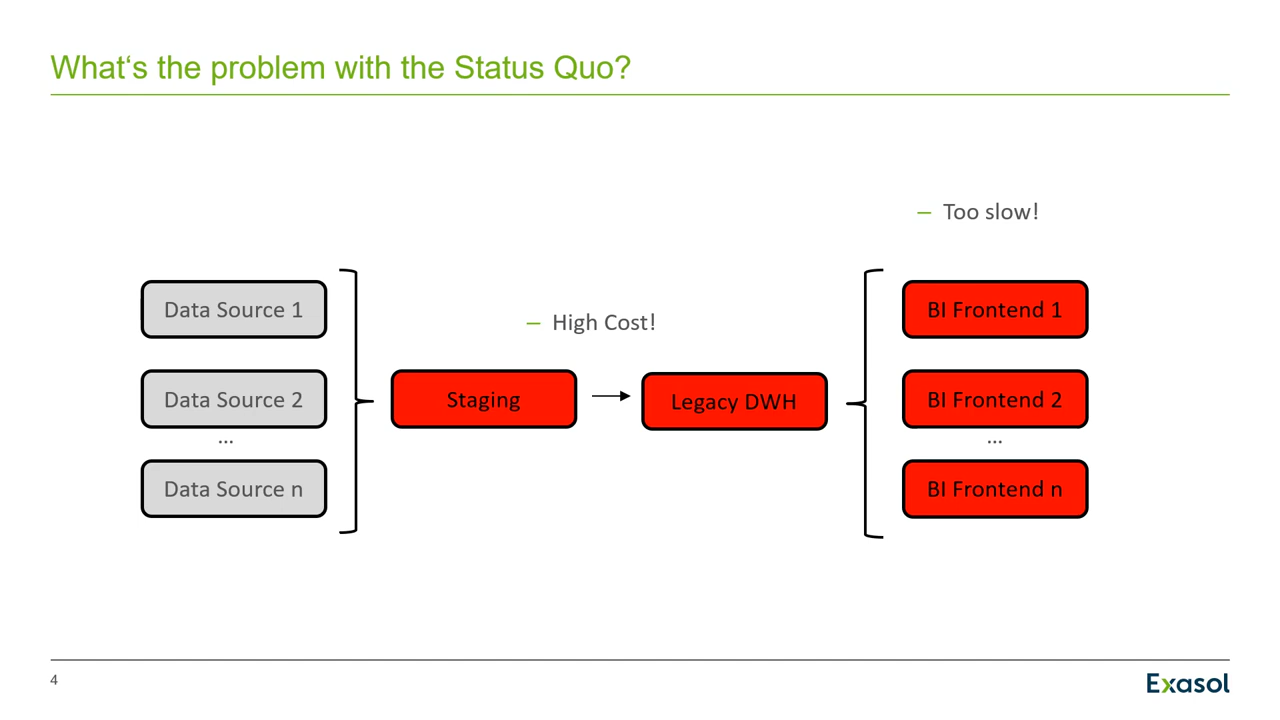 What‘s the problem with the Status Quo?
– Too slow!
– High Cost!
Data Source 1
Data Source 2
...
Data Source n
Staging
Legacy DWH
BI Frontend 1
BI Frontend 2
...
BI Frontend n
4
Exasol